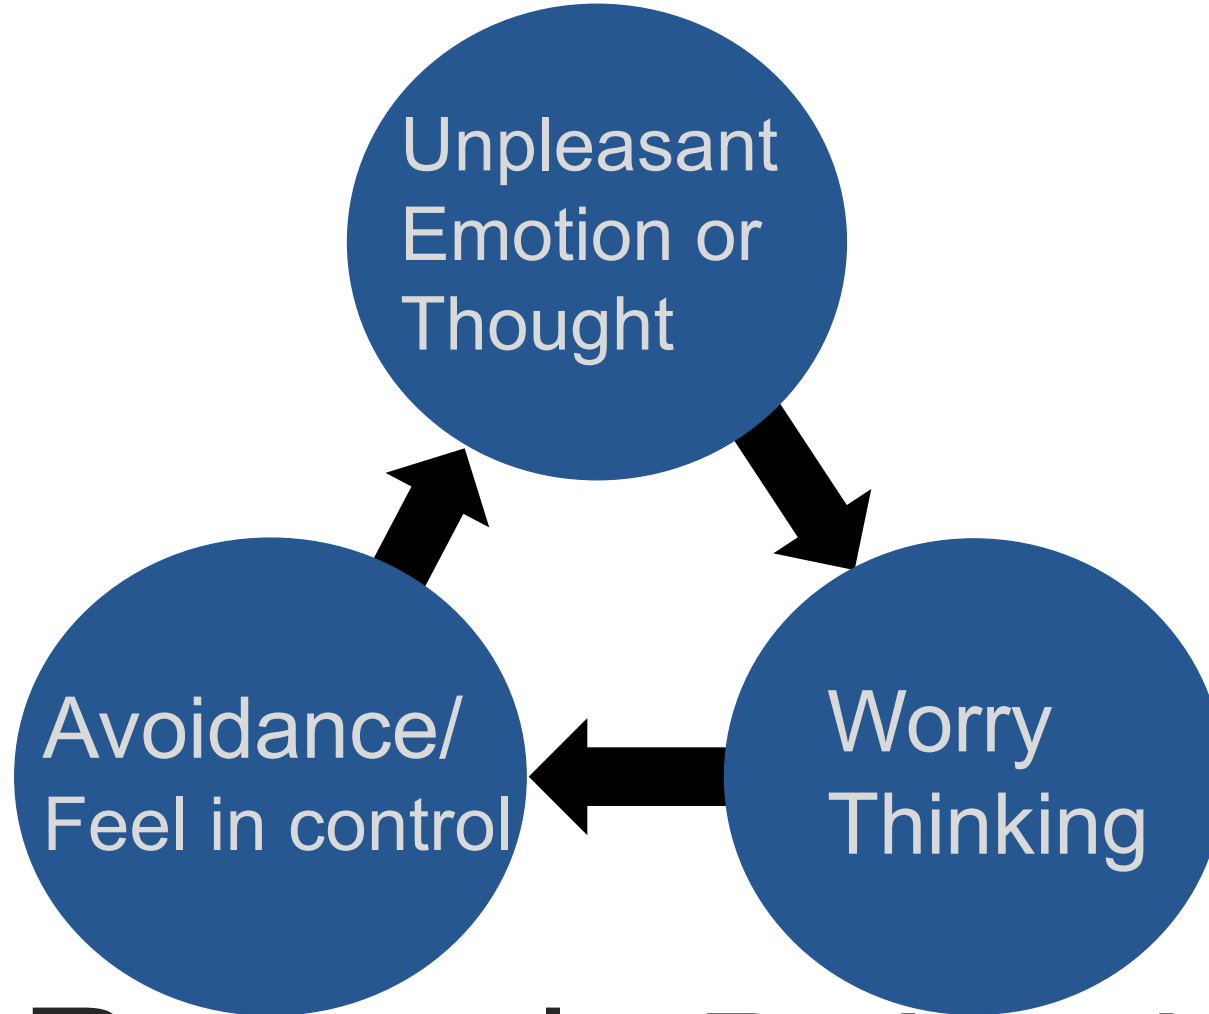 Unpleasant
Emotion or
Thought
Avoidance/
Feel in control
Worry
Thinking